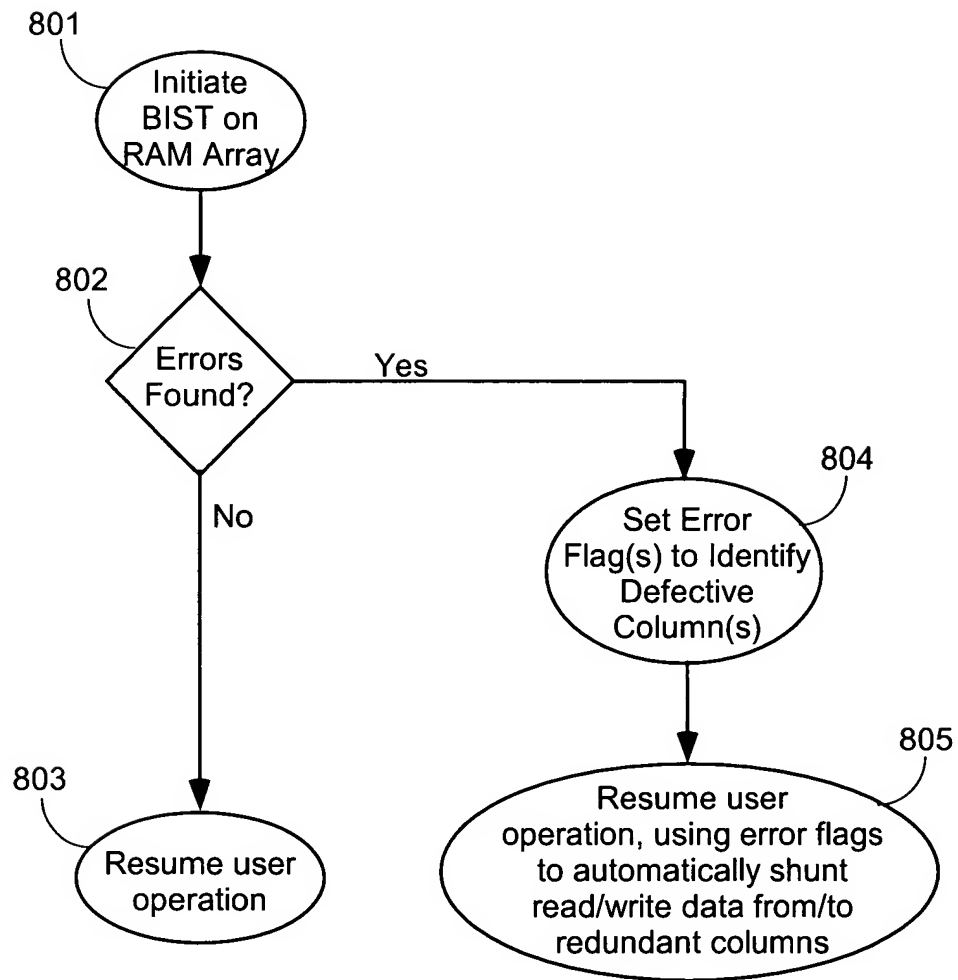 801
Initiate
BIST on
RAM Array
802
Errors
Found?
Yes
No
804
Set Error
Flag(s) to Identify
Defective
Column(s)
803
Resume user
operation
805
Resume user
operation, using error flags
to automatically shunt
read/write data from/to
redundant columns